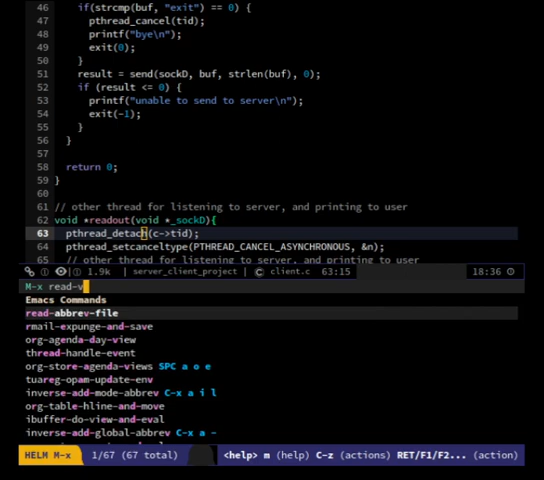 46 if(strcmp(buf, "exit") == 0) {
47 pthread_cancel(tid);
48 printf("bye\n");
49 exit(0);
50 }
51 result = send(sockD, buf, strlen(buf), 0);
52 if (result <= 0) {
53 printf("unable to send to server\n");
54 exit(-1);
55 }
56 }
57
58 return 0;
59 }
60
61 // other thread for listening to server, and printing to user
62 void *readout(void *_sockD){
63 pthread_detach(c->tid);
64 pthread_setcanceltype(PTHREAD_CANCEL_ASYNCHRONOUS, &n);
65 // other thread for listening to server, and printing to user
1.9k | server_client_project | client.c 63:15 18:36
M-x read-v
Emacs Commands
read-abbrev-file
rmail-expunge-and-save
org-agenda-day-view
thread-handle-event
org-store-agenda-views SPC a o e
tuareg-opam-update-env
inverse-add-mode-abbrev C-x a i l
org-table-hline-and-move
ibuffer-do-view-and-eval
inverse-add-global-abbrev C-x a -
HELM M-x 1/67 (67 total) <help> m (help) C-z (actions) RET/F1/F2... (action)